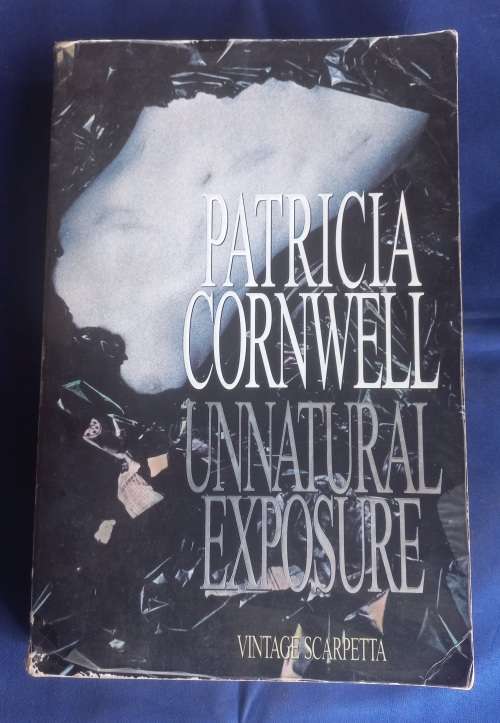 PATRICIA
CORNWELL
UNNATURAL
EXPOSURE
VINTAGE SCARPETTA